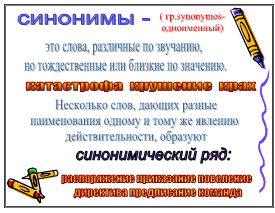 СИНОНИМЫ - ( гр.synonymos-
одноименный)
это слова, различные по звучанию,
но тождественные или близкие по значению.
катастрофа крушение крах
Несколько слов, дающих разные
наименования одному и тому же явлению
действительности, образуют
синонимический ряд:
распоряжение приказание повеление
директива предписание команда